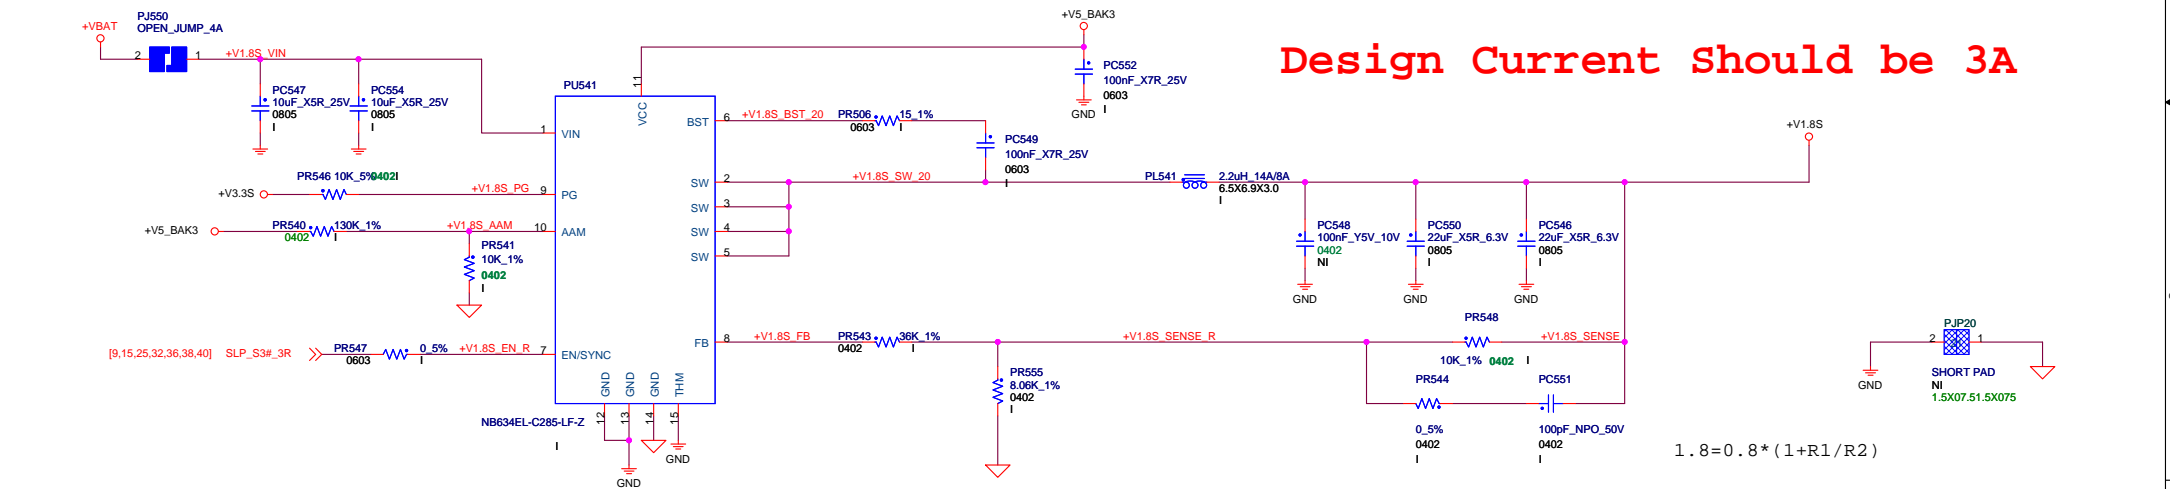 PJ550
OPEN_JUMP_4A
+VBAT
2
1
+V1.8S_VIN
PC547
10uF_X5R_25V
0805
I
PC554
10uF_X5R_25V
0805
I
PU541
11
VCC
+V5_BAK3
PC552
100nF_X7R_25V
0603
I
GND
Design Current Should be 3A
1
VIN
BST
6
+V1.8S_BST_20
PR506
15_1%
0603
I
PC549
100nF_X7R_25V
0603
I
+V1.8S
PR546
10K_5%
0402
I
+V3.3S
+V1.8S_PG
9
PG
SW
2
+V1.8S_SW_20
SW
3
SW
4
SW
5
PL541
2.2uH_14A/8A
6.5X6.9X3.0
I
+V5_BAK3
PR540
130K_1%
0402
I
+V1.8S_AAM
10
AAM
PR541
10K_1%
0402
I
PC548
100nF_Y5V_10V
0402
NI
GND
PC550
22uF_X5R_6.3V
0805
I
GND
PC546
22uF_X5R_6.3V
0805
I
GND
[9,15,25,32,36,38,40]
SLP_S3#_3R
PR547
0_5%
0603
I
+V1.8S_EN_R
7
EN/SYNC
FB
8
+V1.8S_FB
PR543
36K_1%
0402
I
+V1.8S_SENSE_R
PR548
10K_1%
0402
I
+V1.8S_SENSE
PR555
8.06K_1%
0402
I
PR544
0_5%
0402
I
PC551
100pF_NPO_50V
0402
I
GND
GND
GND
THM
12
13
14
15
NB634EL-C285-LF-Z
I
GND
GND
PJP20
2
1
GND
SHORT PAD
NI
1.5X07.51.5X075
1.8=0.8*(1+R1/R2)